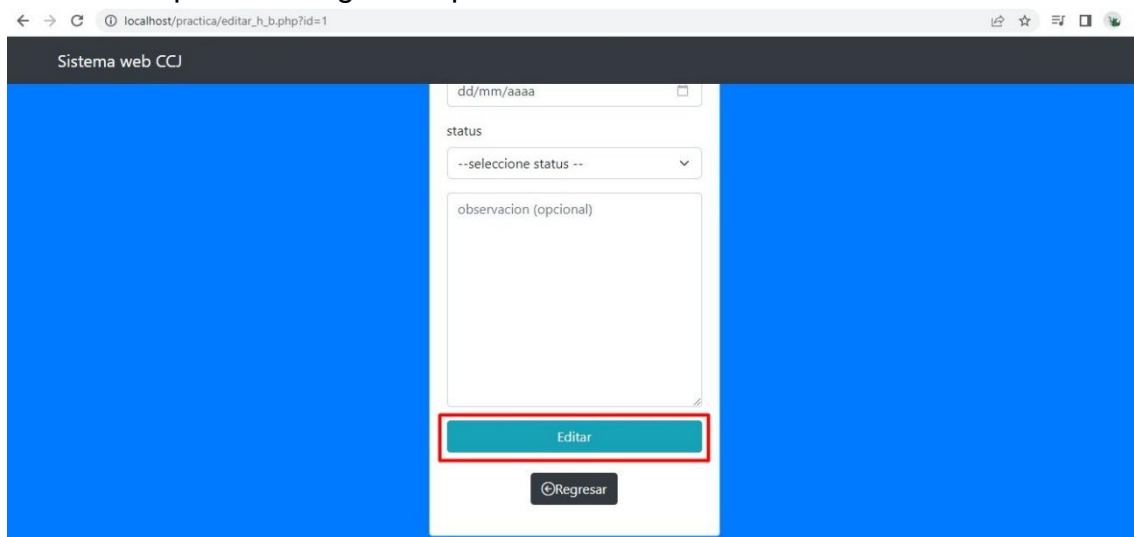 localhost/practica/editar_h_b.php?id=1
Sistema web CCJ
dd/mm/aaaa
status
--seleccione status --
observacion (opcional)
Editar
Regresar